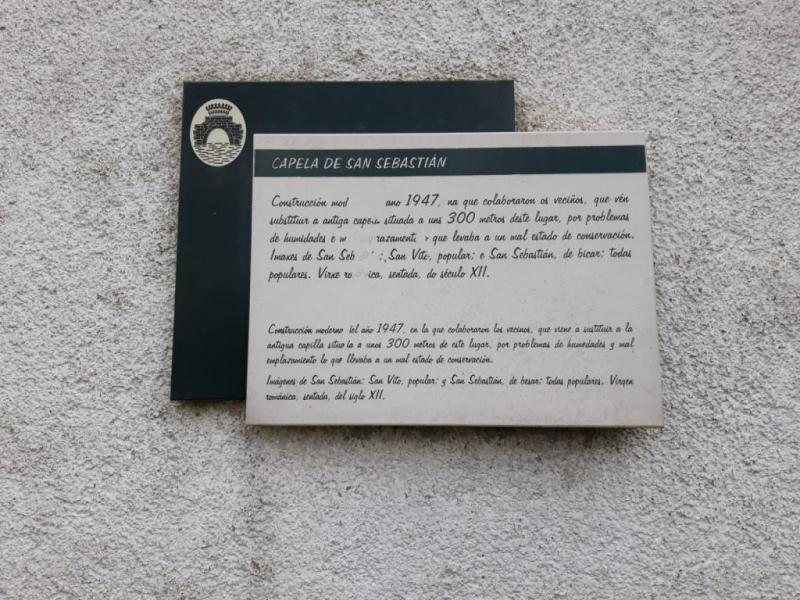 CAPELA DE SAN SEBASTIÁN
Construcción mod ano 1947, na que colaboraron os veciños, que vén
substituir a antiga situada a uns 300 metros deste lugar, por problemas
de humidades e que levaba a un mal estado de conservación.
Imaxes de San Seb San Vito, popular; e San Sebastián, de bicar; todas
populares. Virxe sentada, do século XII.
Construcción moderno del año 1947, en la que colaboraron los vecinos, que viene a sustituir a la
antigua capilla situada a unos 300 metros de este lugar, por problemas de humedades y mal
emplazamiento lo que llevaba a un mal estado de conservación.
Imágenes de San Sebastián; San Vito, popular; y San Sebastián, de besar; todas populares. Virgen
románica, sentada, del siglo XII.